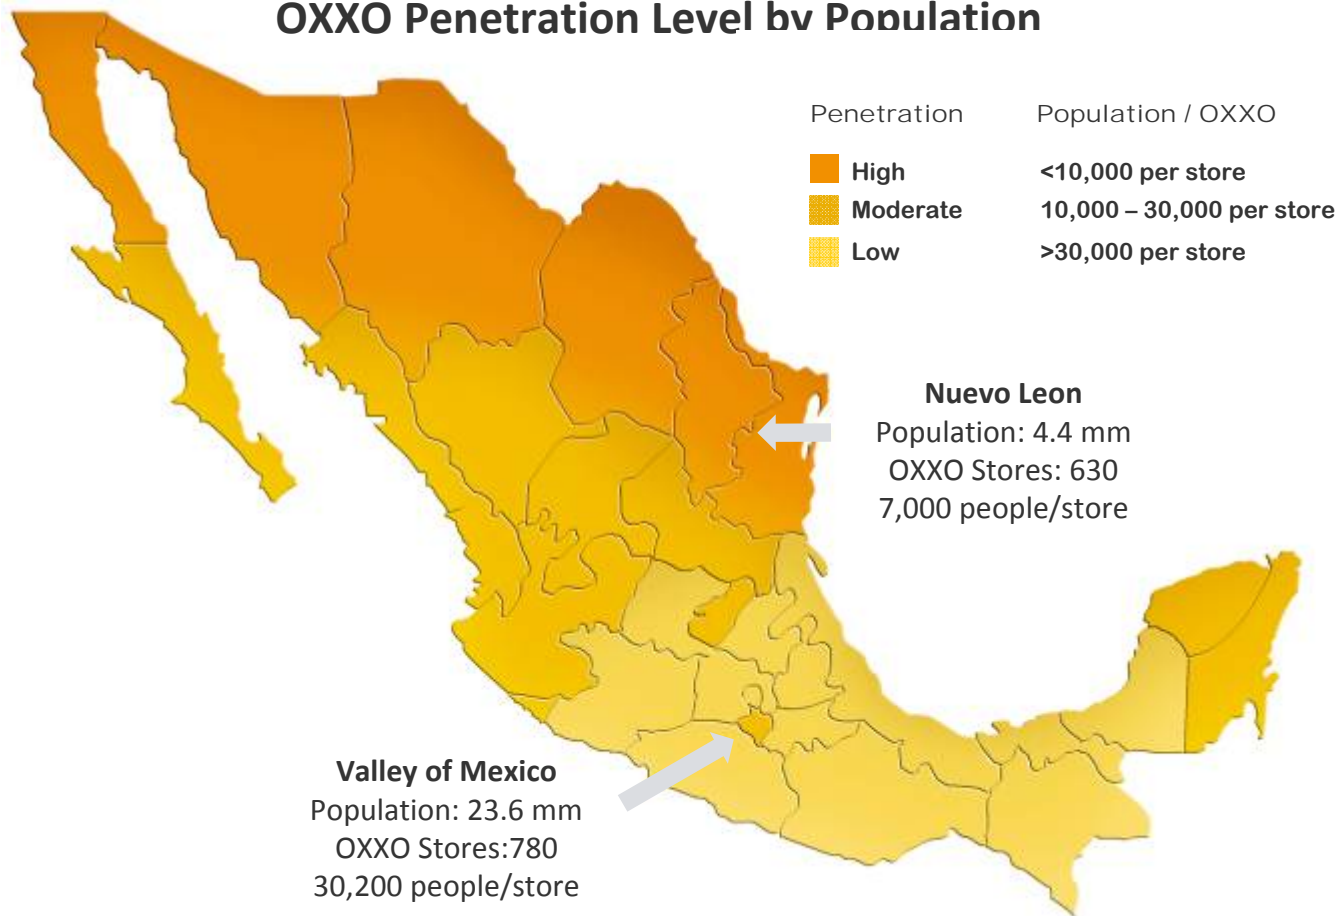 OXXO Penetration Level by Population
Penetration Population / OXXO
High <10,000 per store
Moderate 10,000 – 30,000 per store
Low >30,000 per store
Nuevo Leon
Population: 4.4 mm
OXXO Stores: 630
7,000 people/store
Valley of Mexico
Population: 23.6 mm
OXXO Stores:780
30,200 people/store